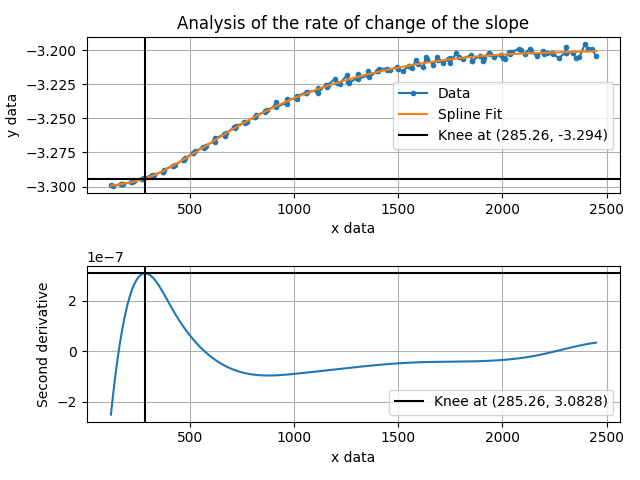 Analysis of the rate of change of the slope
−3.200
−3.225
−3.250
−3.275
−3.300
y data
Data
Spline Fit
Knee at (285.26, -3.294)
500
1000
1500
2000
2500
x data
1e−7
2
0
−2
Second derivative
Knee at (285.26, 3.0828)
500
1000
1500
2000
2500
x data